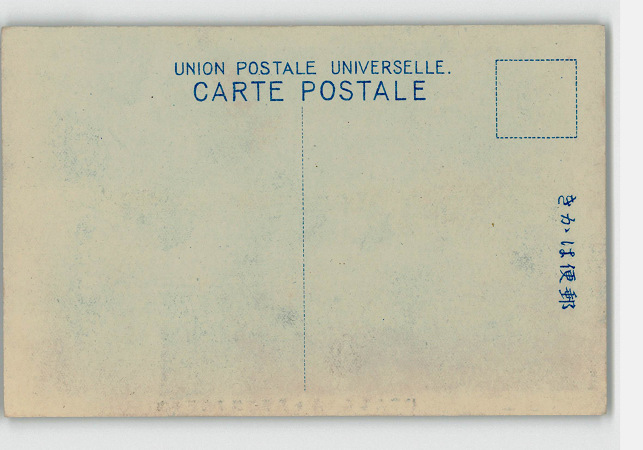 UNION POSTALE UNIVERSELLE.
CARTE POSTALE
きかは便郵